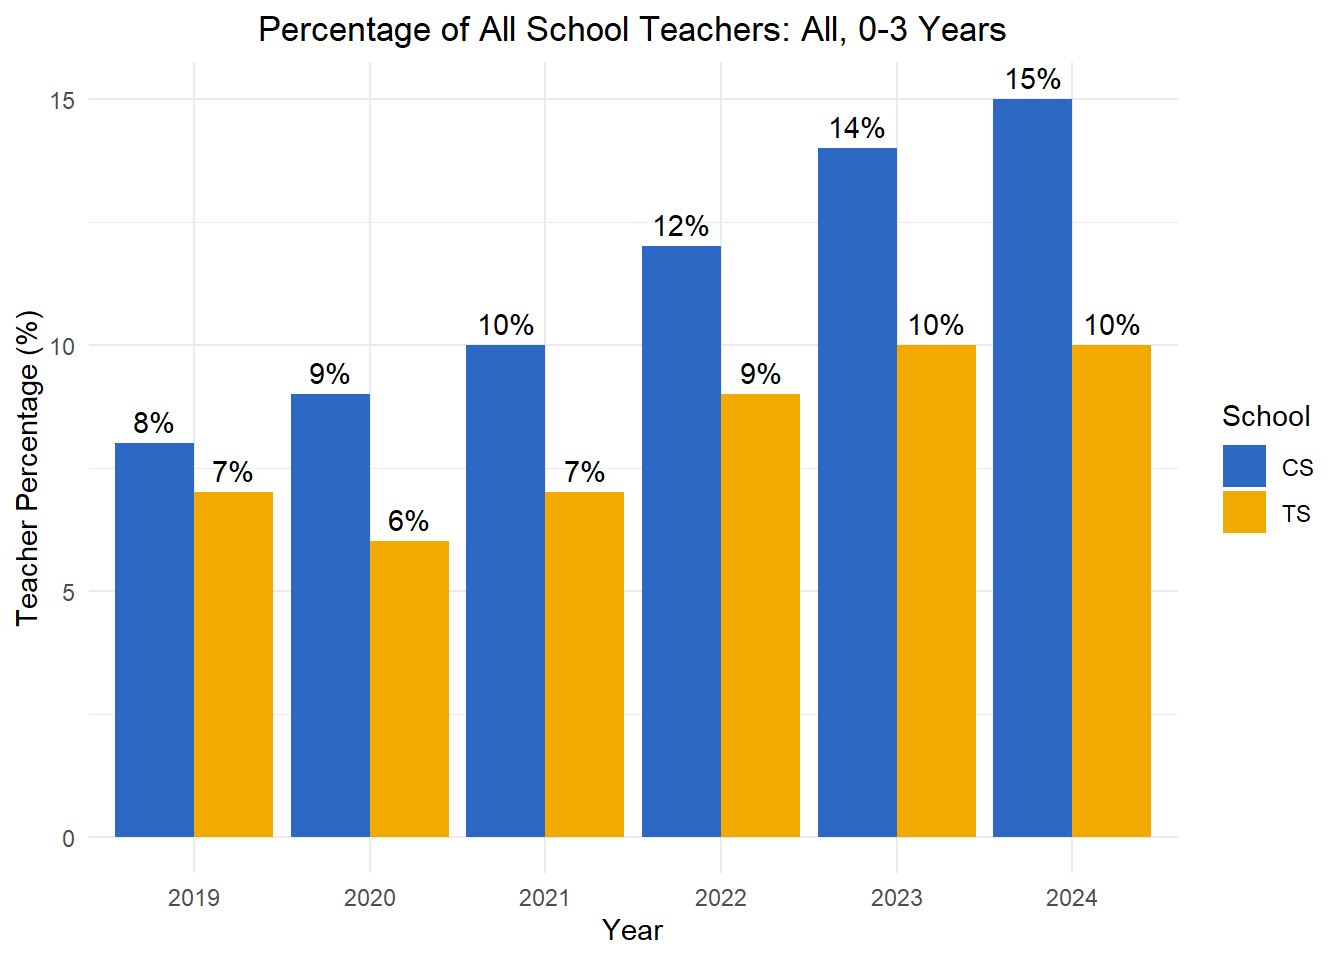 Percentage of All School Teachers: All, 0-3 Years
Teacher Percentage (%)
15
10
5
0
8%
7%
9%
6%
10%
7%
12%
9%
14%
10%
15%
10%
2019 2020 2021 2022 2023 2024
Year
School
CS
TS